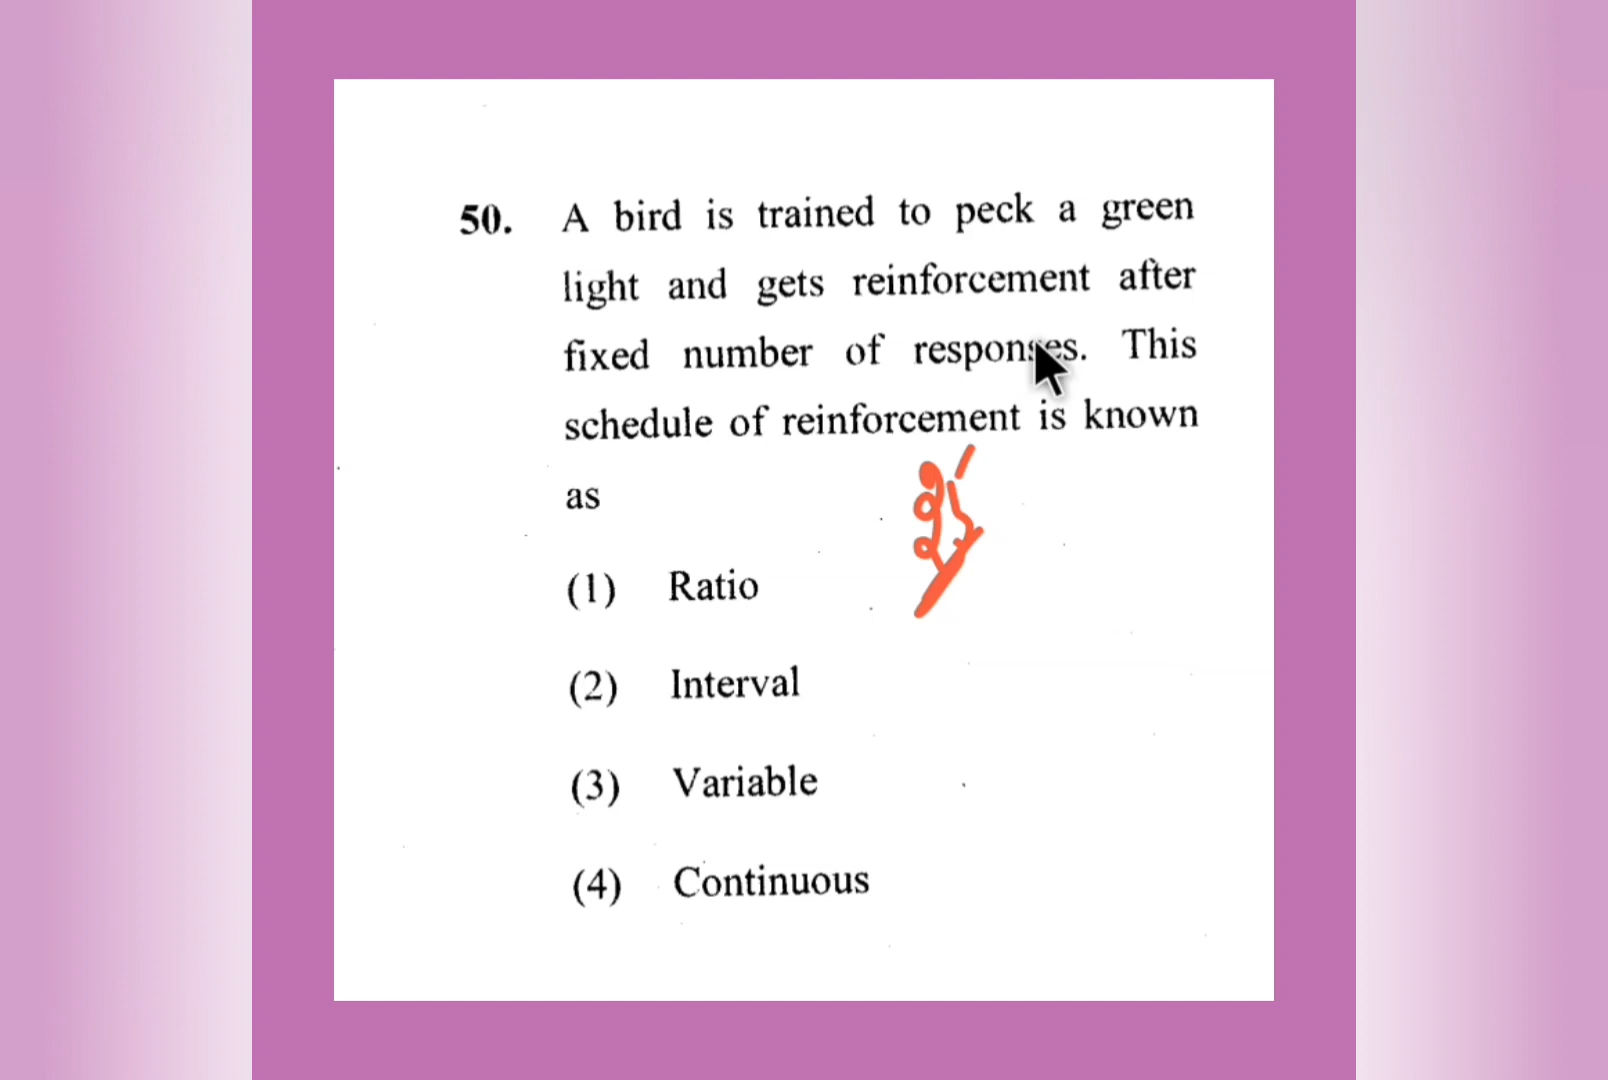 50. A bird is trained to peck a green
light and gets reinforcement after
fixed number of responses. This
schedule of reinforcement is known
as
(1) Ratio
(2) Interval
(3) Variable
(4) Continuous